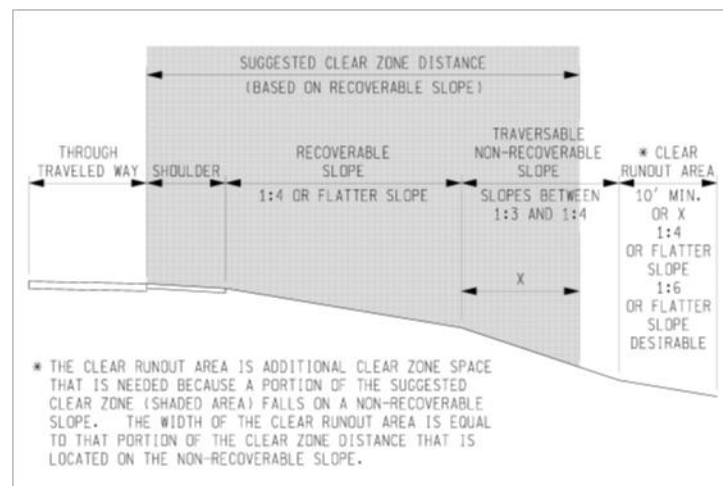 SUGGESTED CLEAR ZONE DISTANCE
(BASED ON RECOVERABLE SLOPE)
THROUGH
TRAVELED WAY
SHOULDER
RECOVERABLE
SLOPE
1:4 OR FLATTER SLOPE
TRAVERSABLE
NON-RECOVERABLE
SLOPE
SLOPES BETWEEN
1:3 AND 1:4
* CLEAR
RUNOUT AREA
10' MIN.
OR X
1:4
OR FLATTER
SLOPE
1:6
OR FLATTER
SLOPE
DESIRABLE
X
* THE CLEAR RUNOUT AREA IS ADDITIONAL CLEAR ZONE SPACE
THAT IS NEEDED BECAUSE A PORTION OF THE SUGGESTED
CLEAR ZONE (SHADED AREA) FALLS ON A NON-RECOVERABLE
SLOPE. THE WIDTH OF THE CLEAR RUNOUT AREA IS EQUAL
TO THAT PORTION OF THE CLEAR ZONE DISTANCE THAT IS
LOCATED ON THE NON-RECOVERABLE SLOPE.